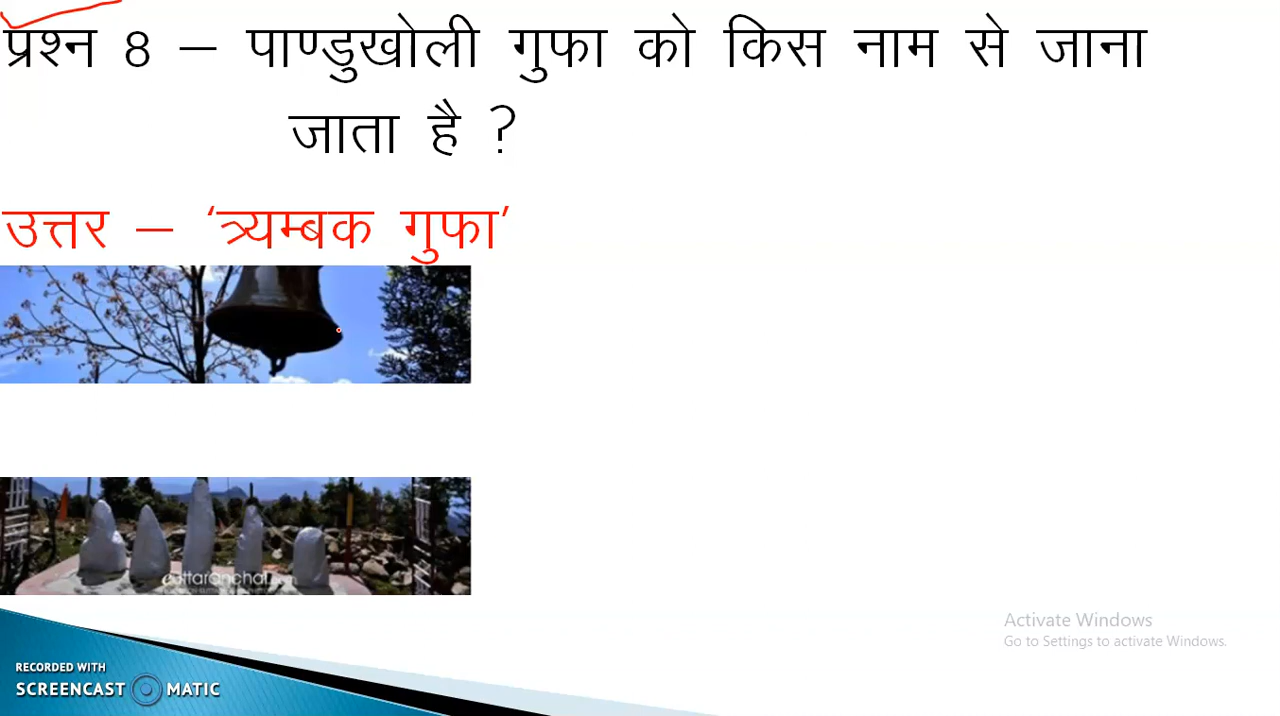 प्रश्न 8 – पाण्डुखोली गुफा को किस नाम से जाना
जाता है ?
उत्तर – ‘त्र्यम्बक गुफा’
Activate Windows
Go to Settings to activate Windows.
RECORDED WITH
SCREENCAST MATIC